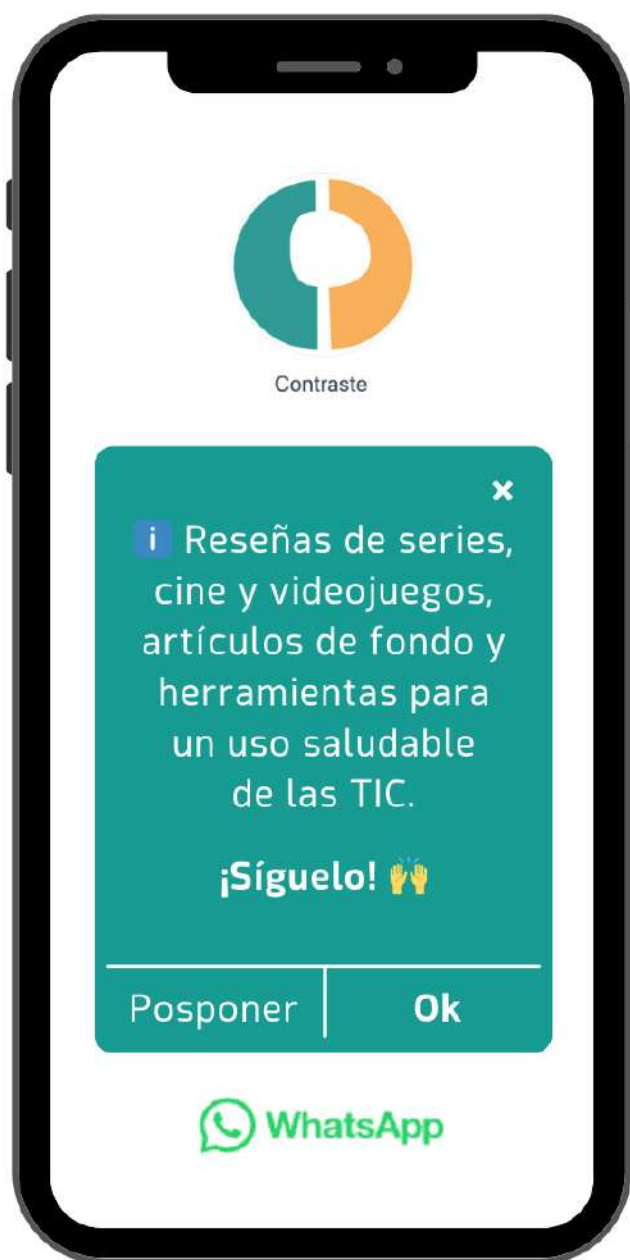 Contraste
×
ℹ️ Reseñas de series,
cine y videojuegos,
artículos de fondo y
herramientas para
un uso saludable
de las TIC.
¡Síguelo! 🙌
Posponer
Ok
WhatsApp